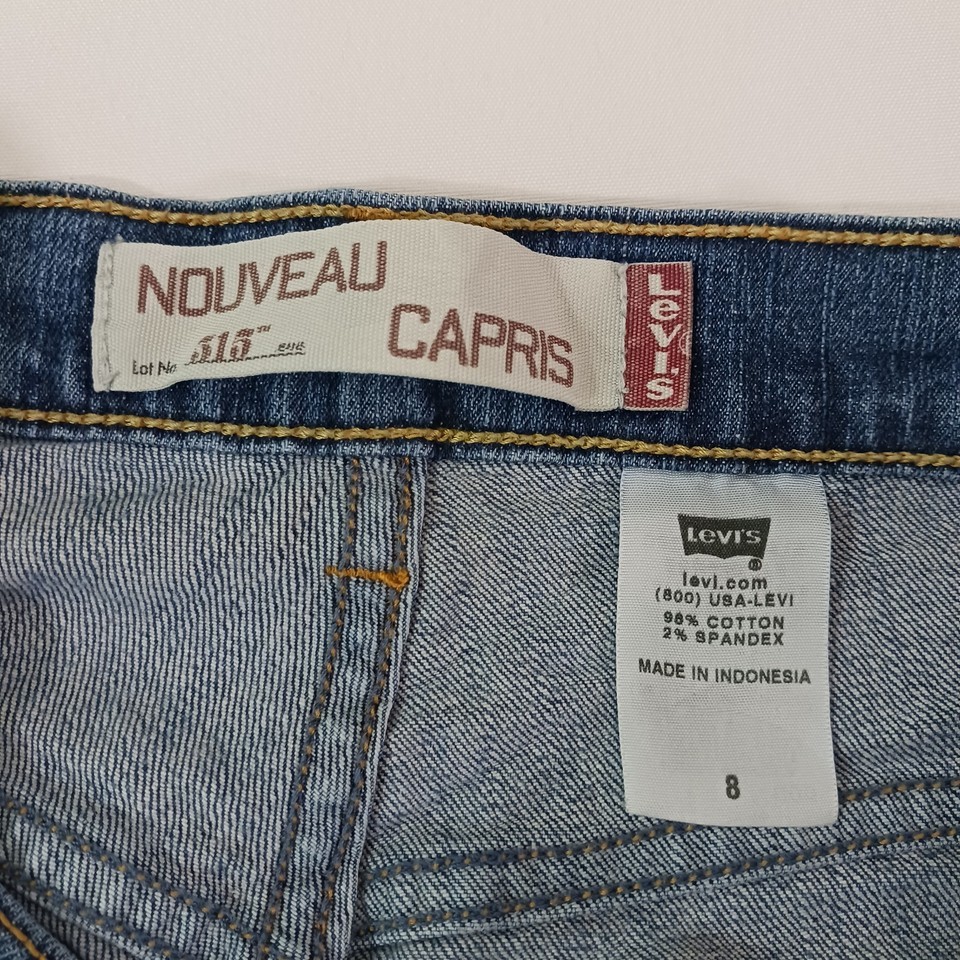 NOUVEAU
CAPRIS
Lot No 515™
LEVI'S
LEVI'S
®
levi.com
(800) USA-LEVI
98% COTTON
2% SPANDEX
MADE IN INDONESIA
8